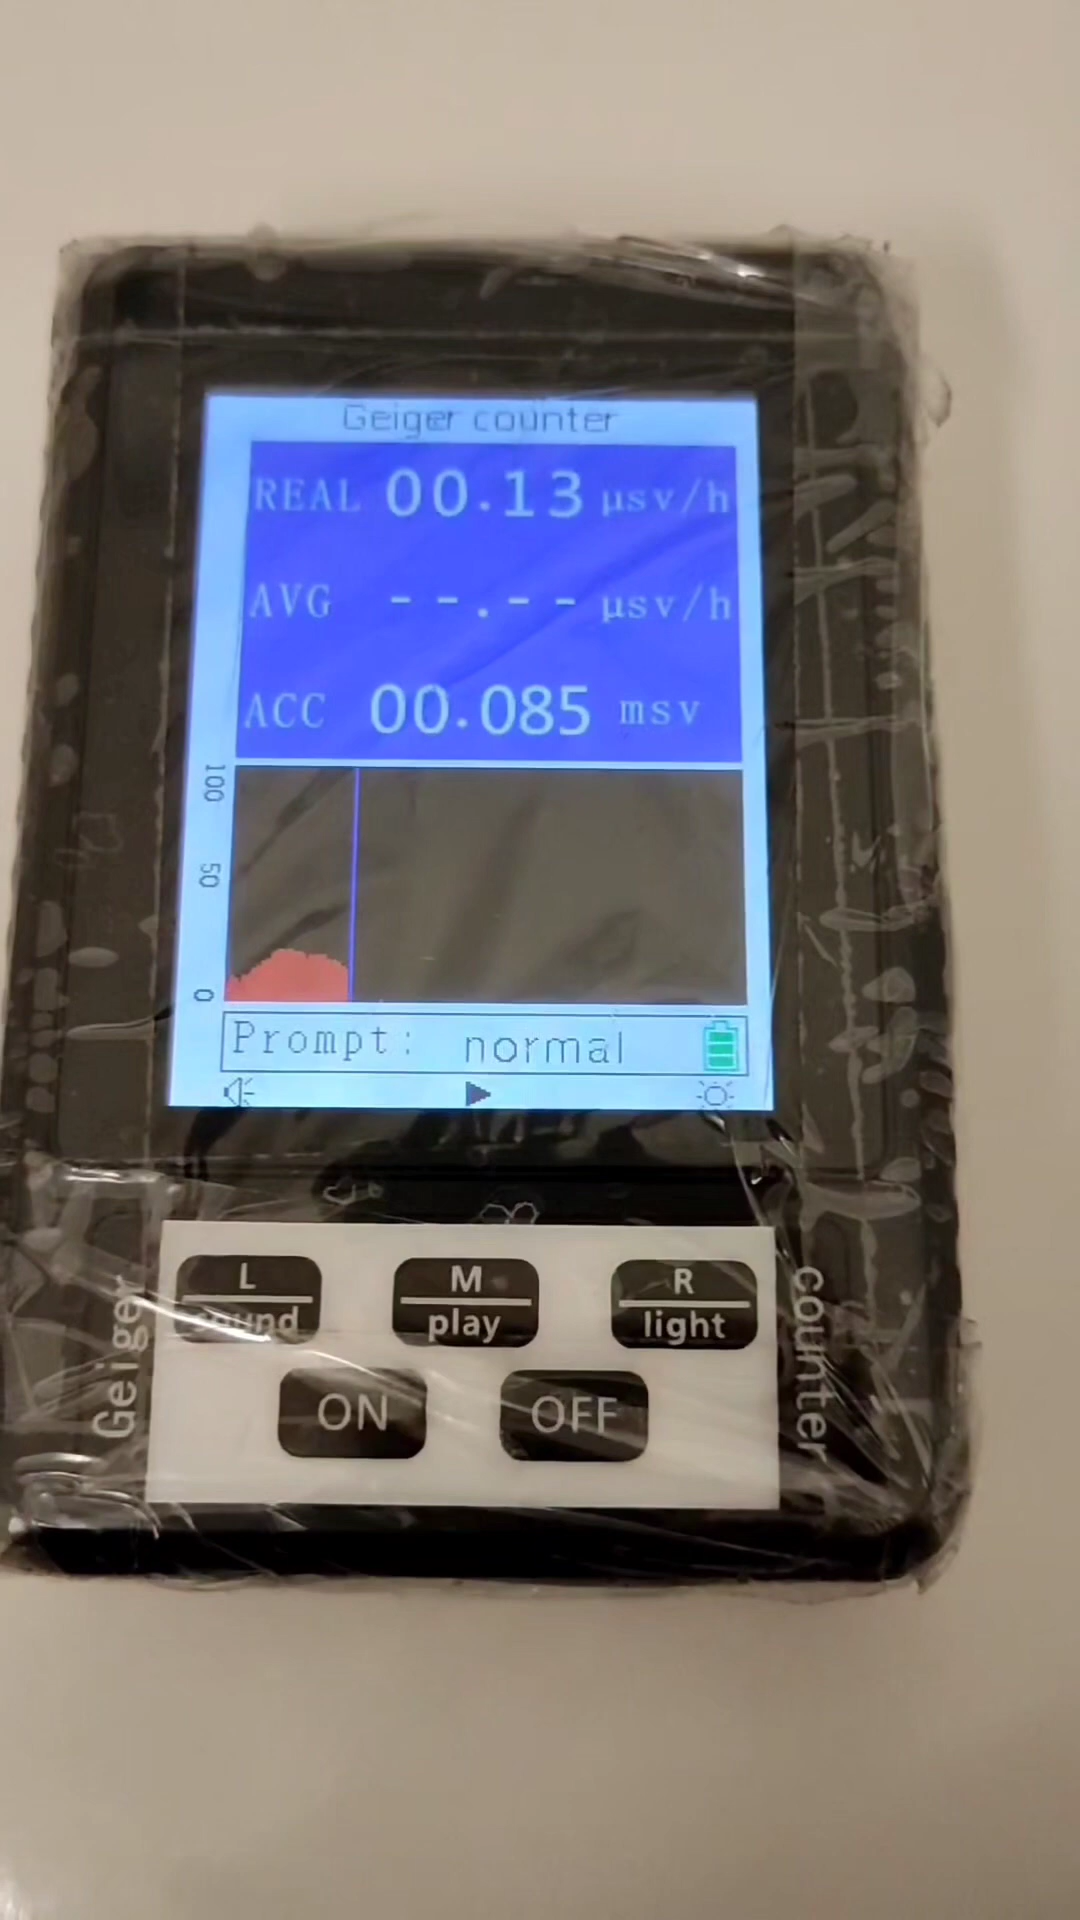 Geiger counter
REAL 00.13 μsv/h
AVG --.-- μsv/h
ACC 00.085 msv
100
50
0
Prompt: normal
L
sound
M
play
R
light
ON
OFF
Geiger
counter